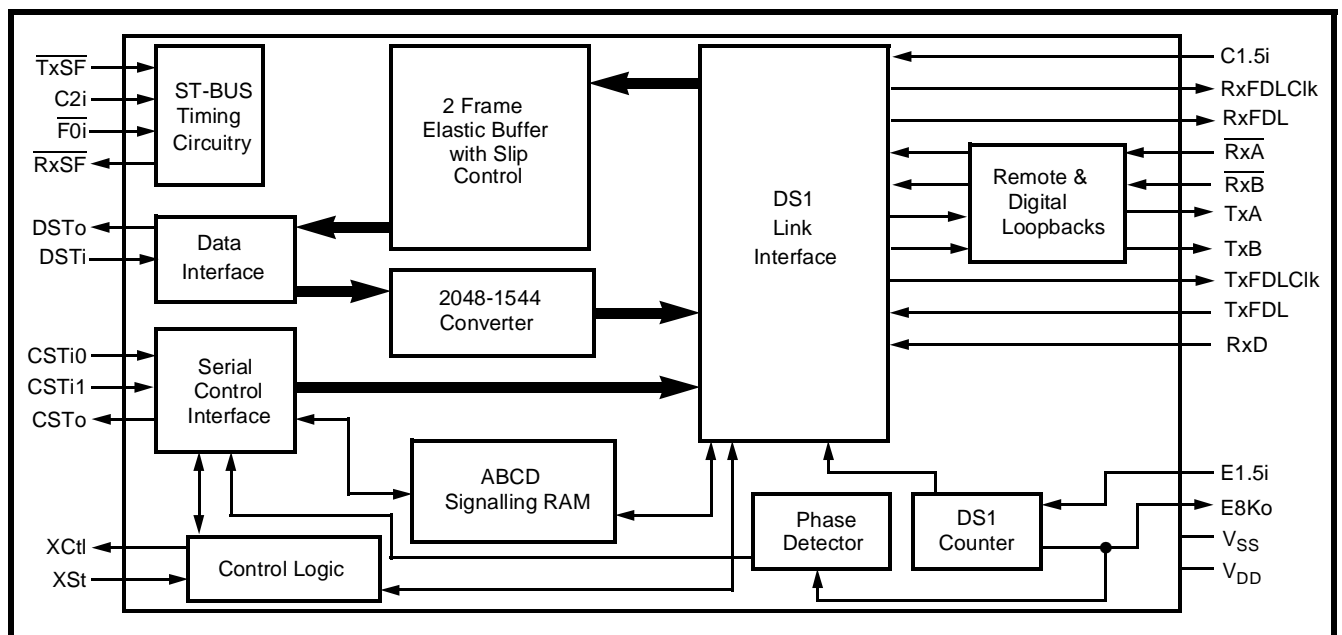 TxSF
C2i
F0i
RxSF
DSTo
DSTi
CSTi0
CSTi1
CSTo
XCtl
XSt
ST-BUS
Timing
Circuitry
2 Frame
Elastic Buffer
with Slip
Control
Data
Interface
2048-1544
Converter
Serial
Control
Interface
ABCD
Signalling RAM
Control Logic
DS1
Link
Interface
Remote &
Digital
Loopbacks
Phase
Detector
DS1
Counter
C1.5i
RxFDLClk
RxFDL
RxA
RxB
TxA
TxB
TxFDLClk
TxFDL
RxD
E1.5i
E8Ko
VSS
VDD